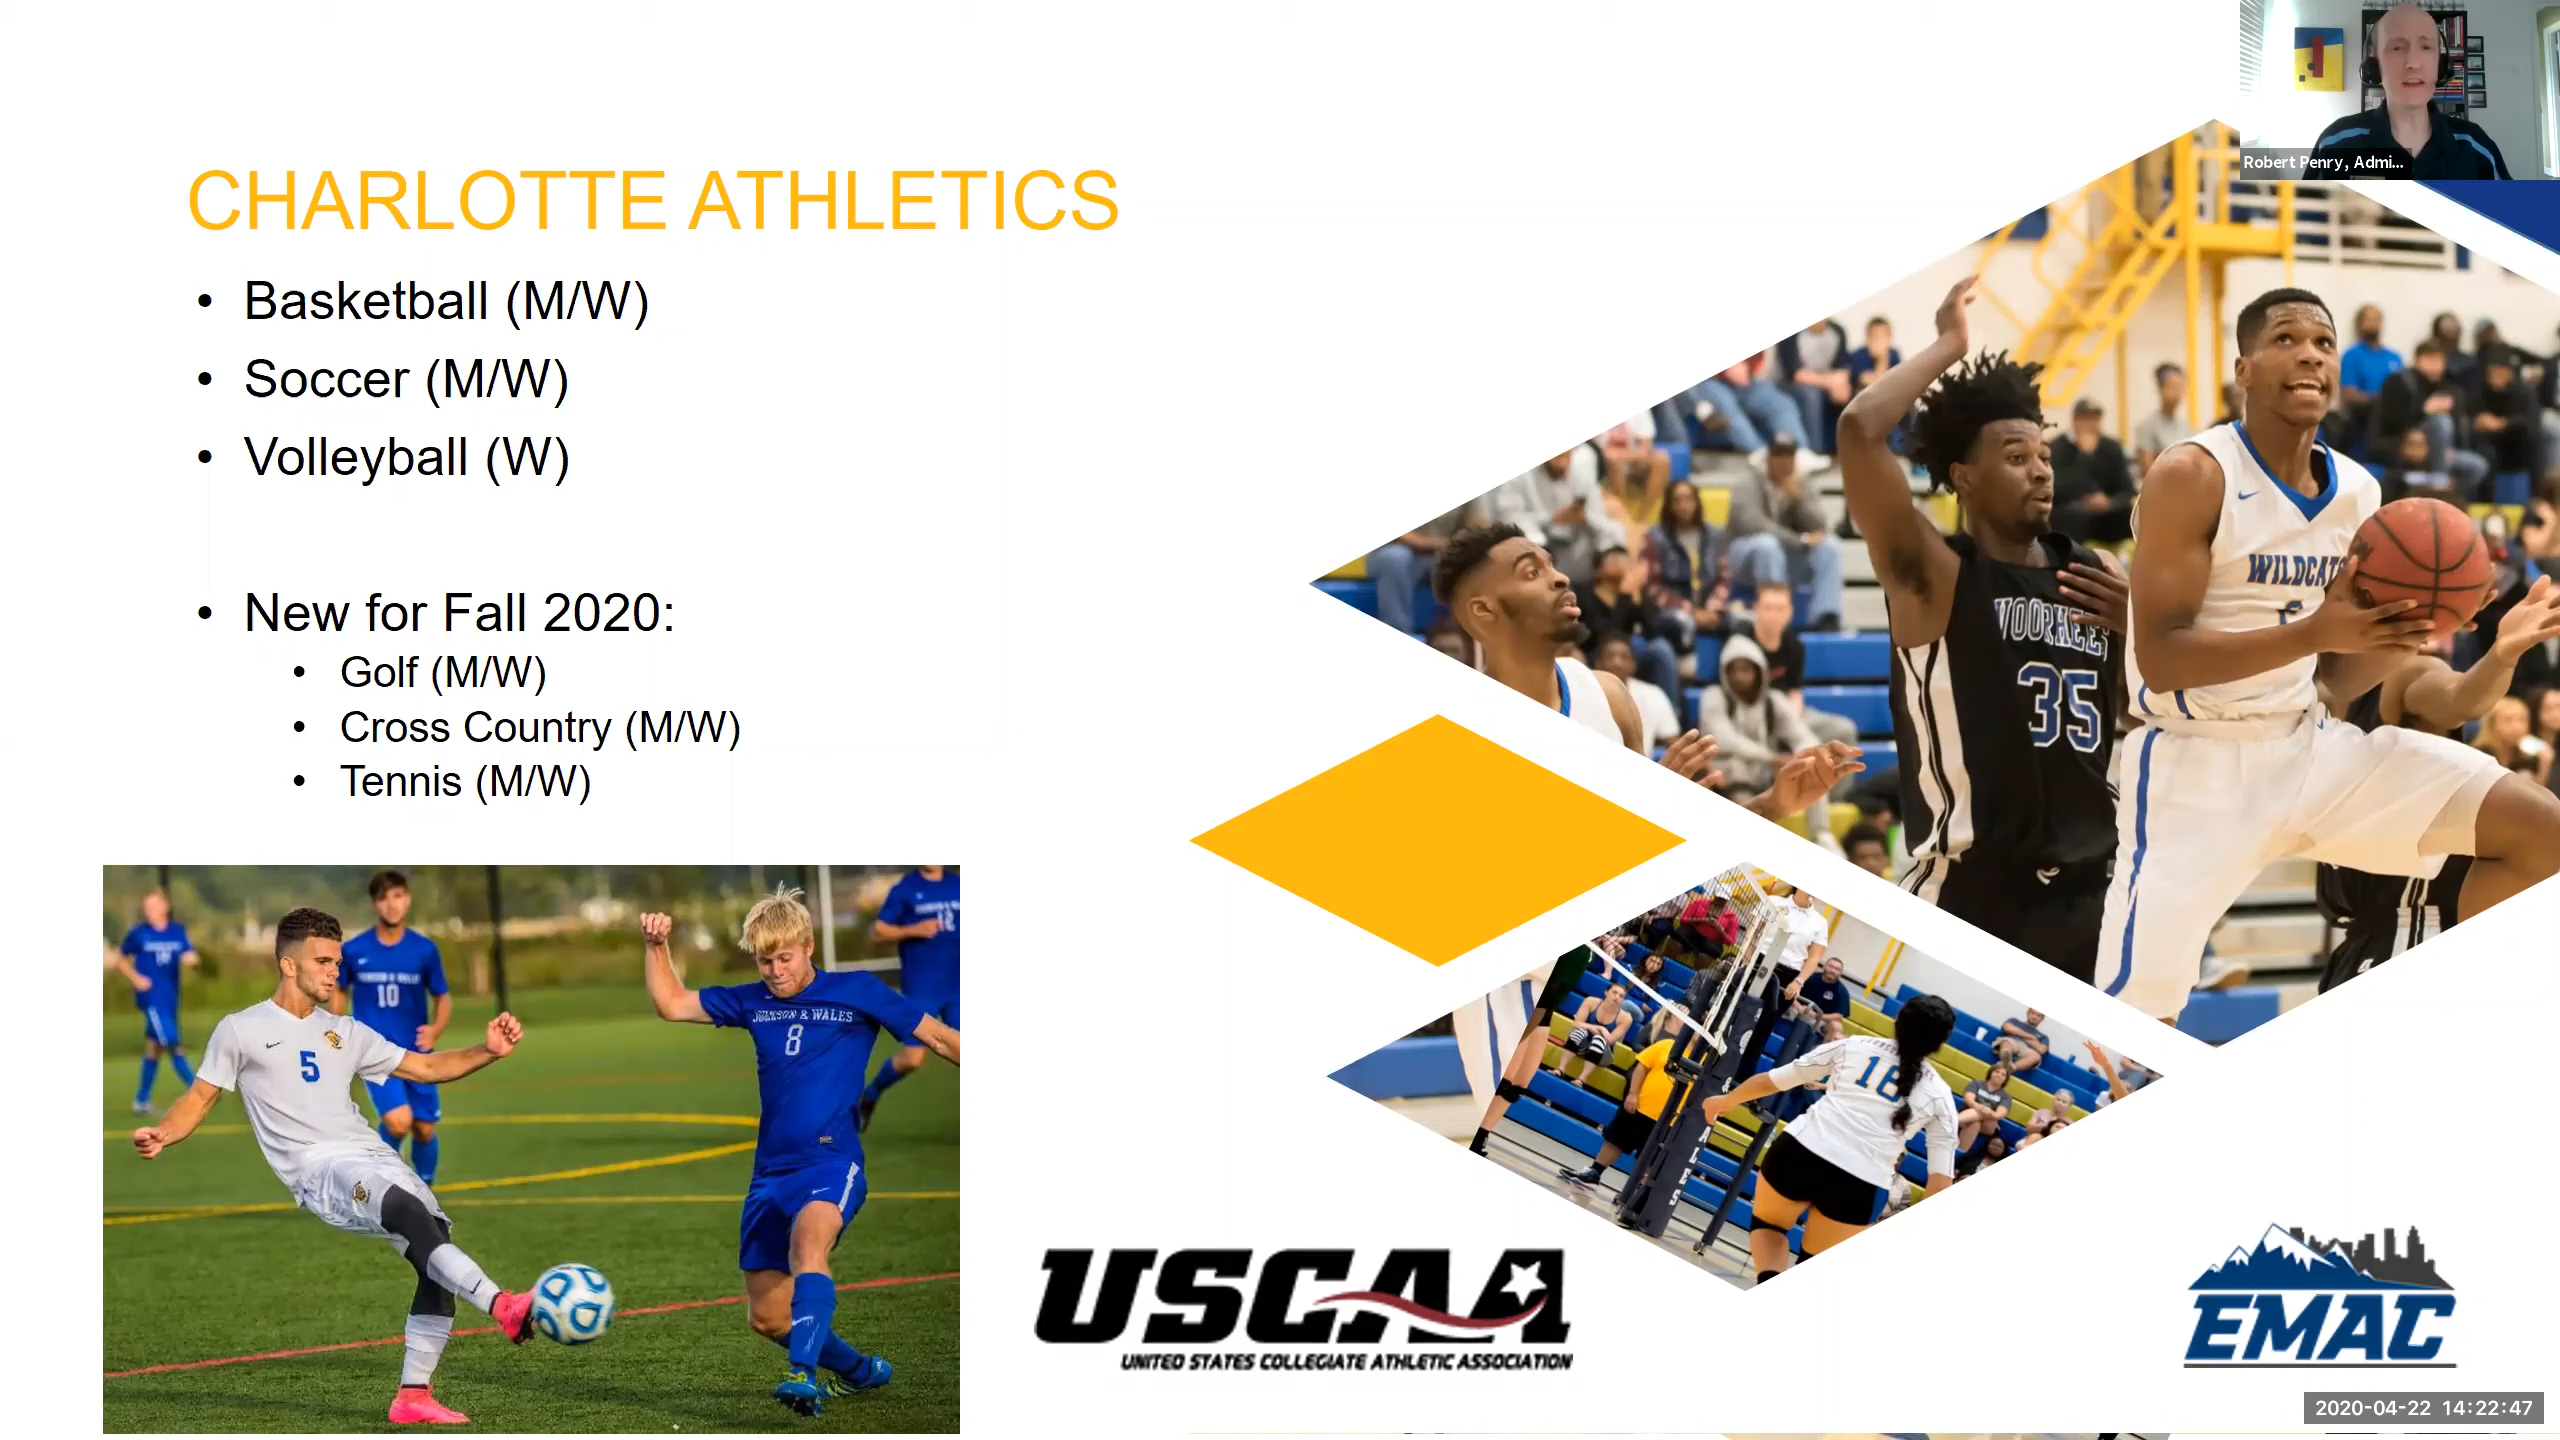 Robert Penry, Admi...
CHARLOTTE ATHLETICS
• Basketball (M/W)
• Soccer (M/W)
• Volleyball (W)
• New for Fall 2020:
• Golf (M/W)
• Cross Country (M/W)
• Tennis (M/W)
WILDCATS
VOORHEES
35
10
5
JOHNSON & WALES
8
16
USCAA
UNITED STATES COLLEGIATE ATHLETIC ASSOCIATION
EMAC
2020-04-22 14:22:47